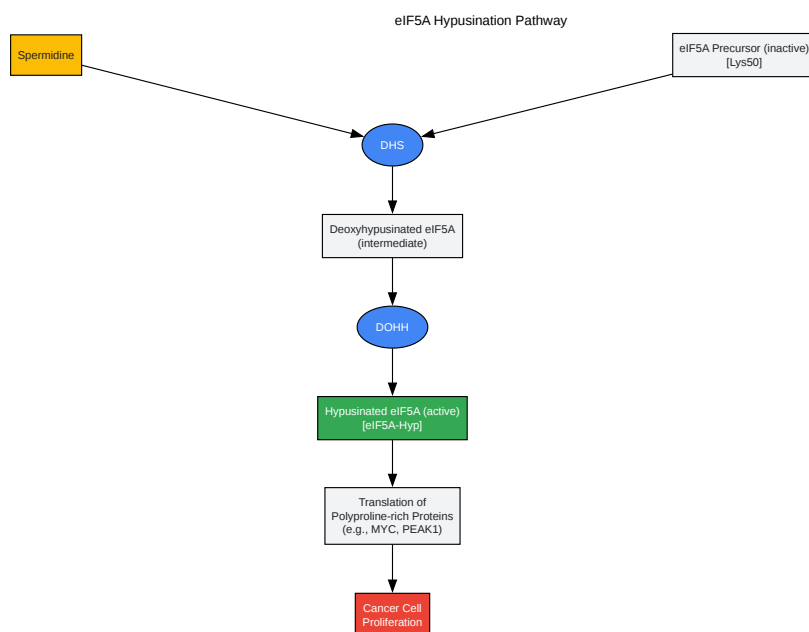 eIF5A Hypusination Pathway
Spermidine
eIF5A Precursor (inactive)
[Lys50]
DHS
Deoxyhypusinated eIF5A
(intermediate)
DOHH
Hypusinated eIF5A (active)
[eIF5A-Hyp]
Translation of
Polyproline-rich Proteins
(e.g., MYC, PEAK1)
Cancer Cell
Proliferation